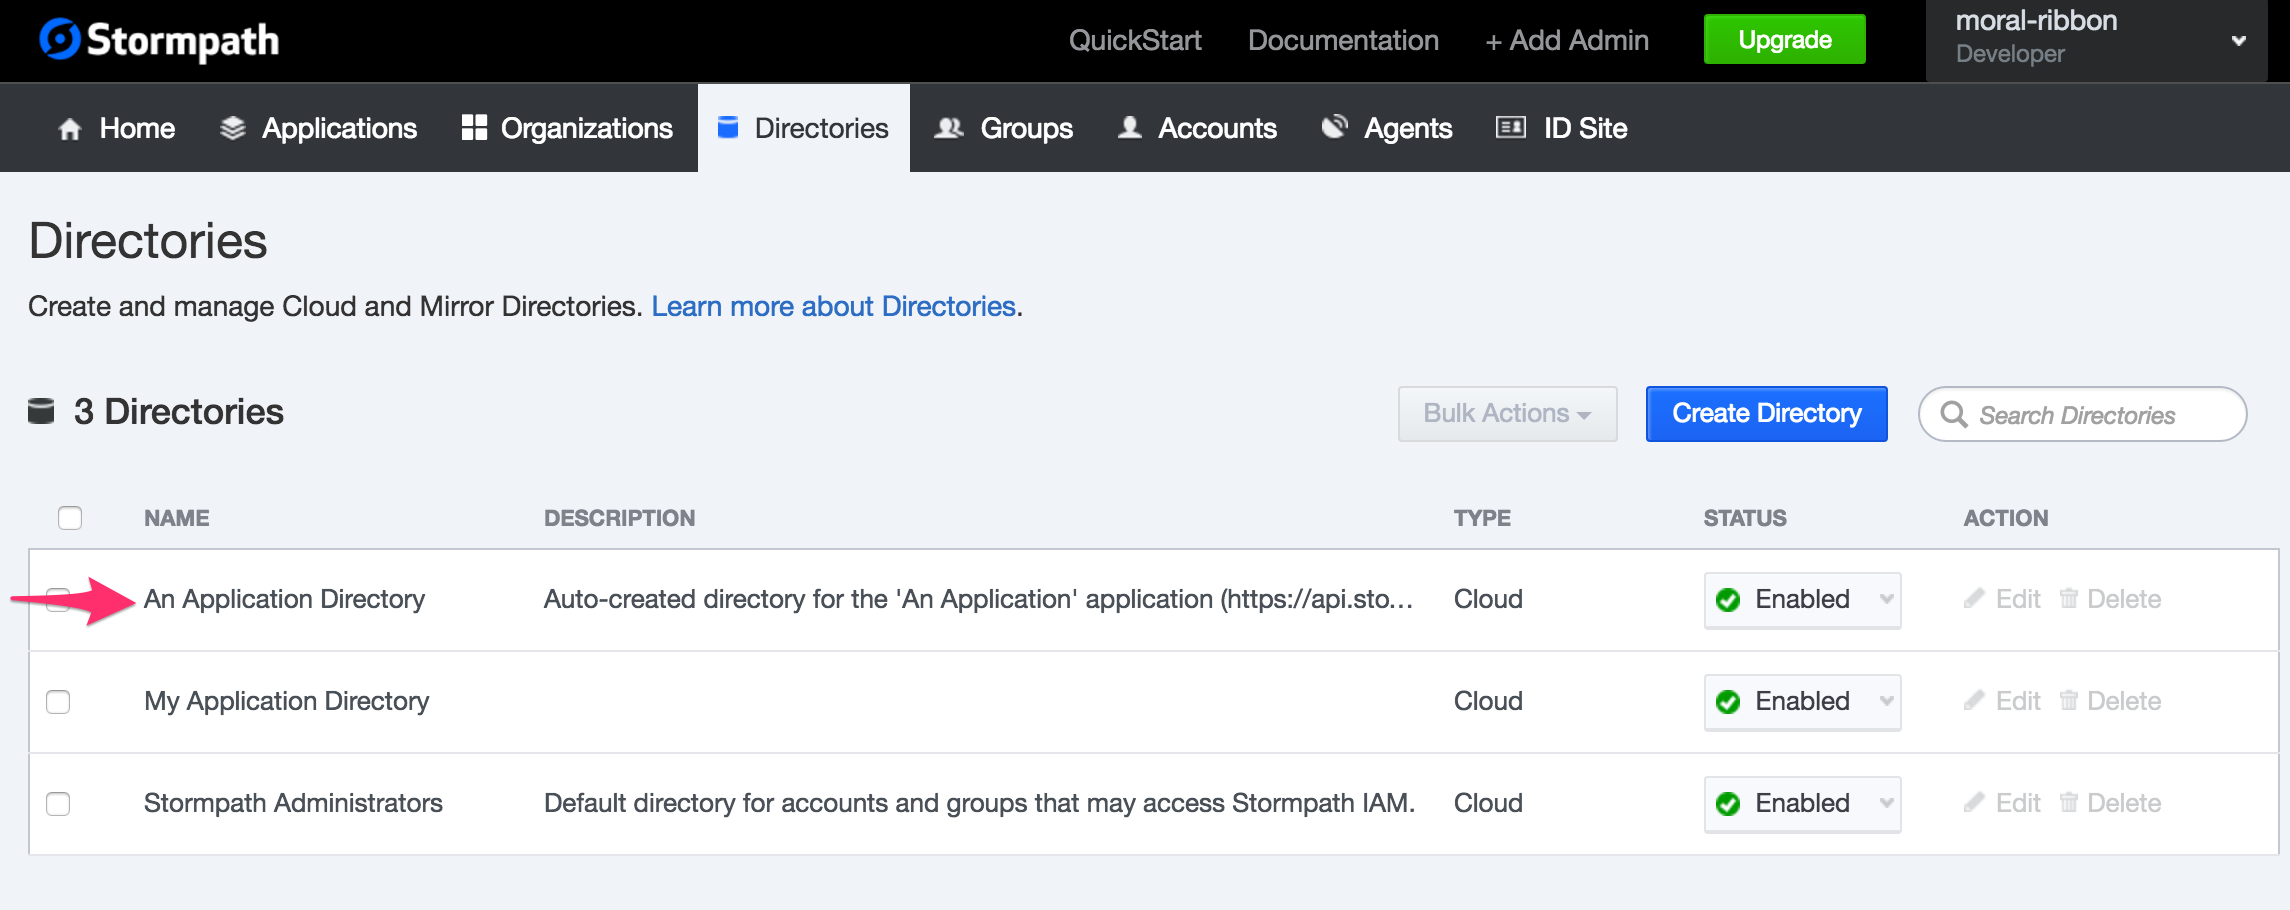 Stormpath QuickStart Documentation + Add Admin Upgrade moral-ribbon
Developer
Home Applications Organizations Directories Groups Accounts Agents ID Site
Directories
Create and manage Cloud and Mirror Directories. Learn more about Directories.
3 Directories Bulk Actions Create Directory Search Directories
NAME DESCRIPTION TYPE STATUS ACTION
An Application Directory Auto-created directory for the 'An Application' application (https://api.sto... Cloud Enabled Edit Delete
My Application Directory Cloud Enabled Edit Delete
Stormpath Administrators Default directory for accounts and groups that may access Stormpath IAM. Cloud Enabled Edit Delete